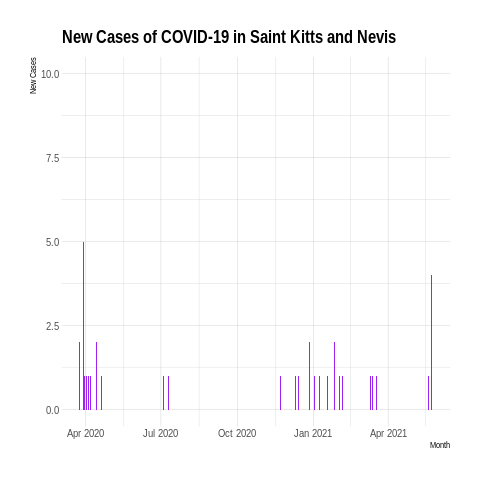 New Cases of COVID-19 in Saint Kitts and Nevis
New Cases
10.0
7.5
5.0
2.5
0.0
Apr 2020 Jul 2020 Oct 2020 Jan 2021 Apr 2021
Month